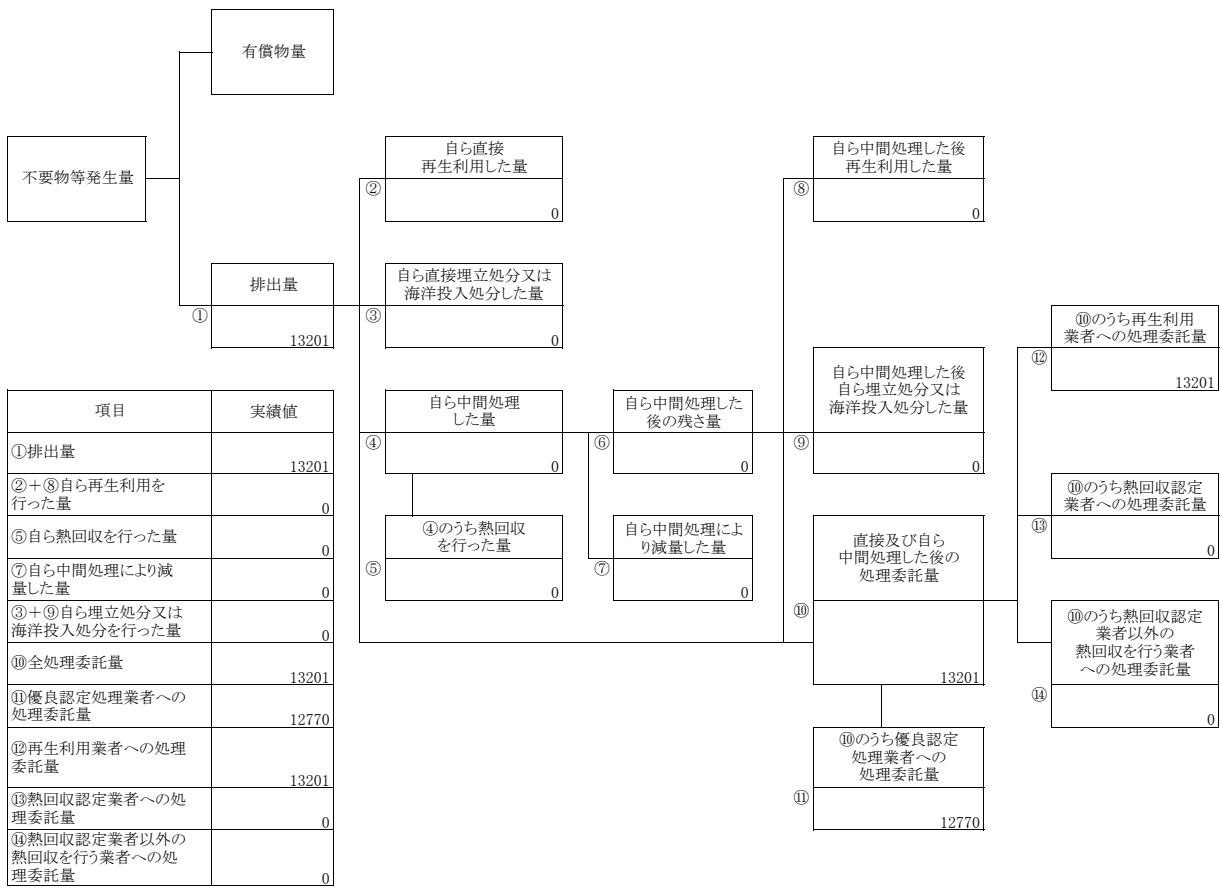 有償物量
不要物等発生量
自ら直接
再生利用した量
②
0
自ら中間処理した後
再生利用した量
⑧
0
排出量
①
13201
自ら直接埋立処分又は
海洋投入処分した量
③
0
⑩のうち再生利用
業者への処理委託量
⑫
13201
自ら中間処理
した量
④
0
自ら中間処理した
後の残さ量
⑥
0
自ら中間処理した後
自ら埋立処分又は
海洋投入処分した量
⑨
0
⑩のうち熱回収認定
業者への処理委託量
⑬
0
④のうち熱回収
を行った量
⑤
0
自ら中間処理によ
り減量した量
⑦
0
直接及び自ら
中間処理した後の
処理委託量
⑩
13201
⑩のうち熱回収認定
業者以外の
熱回収を行う業者
への処理委託量
⑭
0
⑩のうち優良認定
処理業者への
処理委託量
⑪
12770
項目 実績値
①排出量
13201
②＋⑧自ら再生利用を
行った量
0
⑤自ら熱回収を行った量
0
⑦自ら中間処理により減
量した量
0
③＋⑨自ら埋立処分又は
海洋投入処分を行った量
0
⑩全処理委託量
13201
⑪優良認定処理業者への
処理委託量
12770
⑫再生利用業者への処理
委託量
13201
⑬熱回収認定業者への処
理委託量
0
⑭熱回収認定業者以外の
熱回収を行う業者への処
理委託量
0